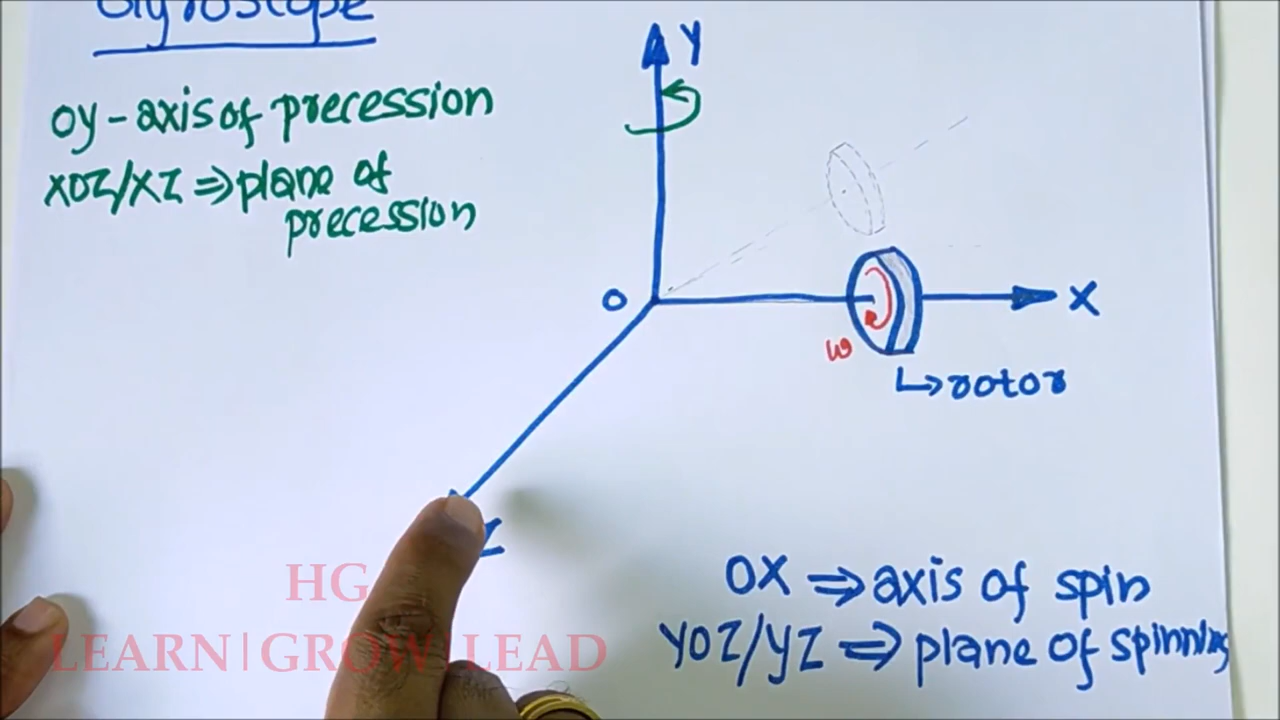 Gyroscope
Oy - axis of precession
XOZ/XZ ⇒ plane of
precession
Y
O
X
ω
rotor
Z
OX ⇒ axis of spin
YOZ/YZ ⇒ plane of spinning
HG
LEARN|GROW|LEAD